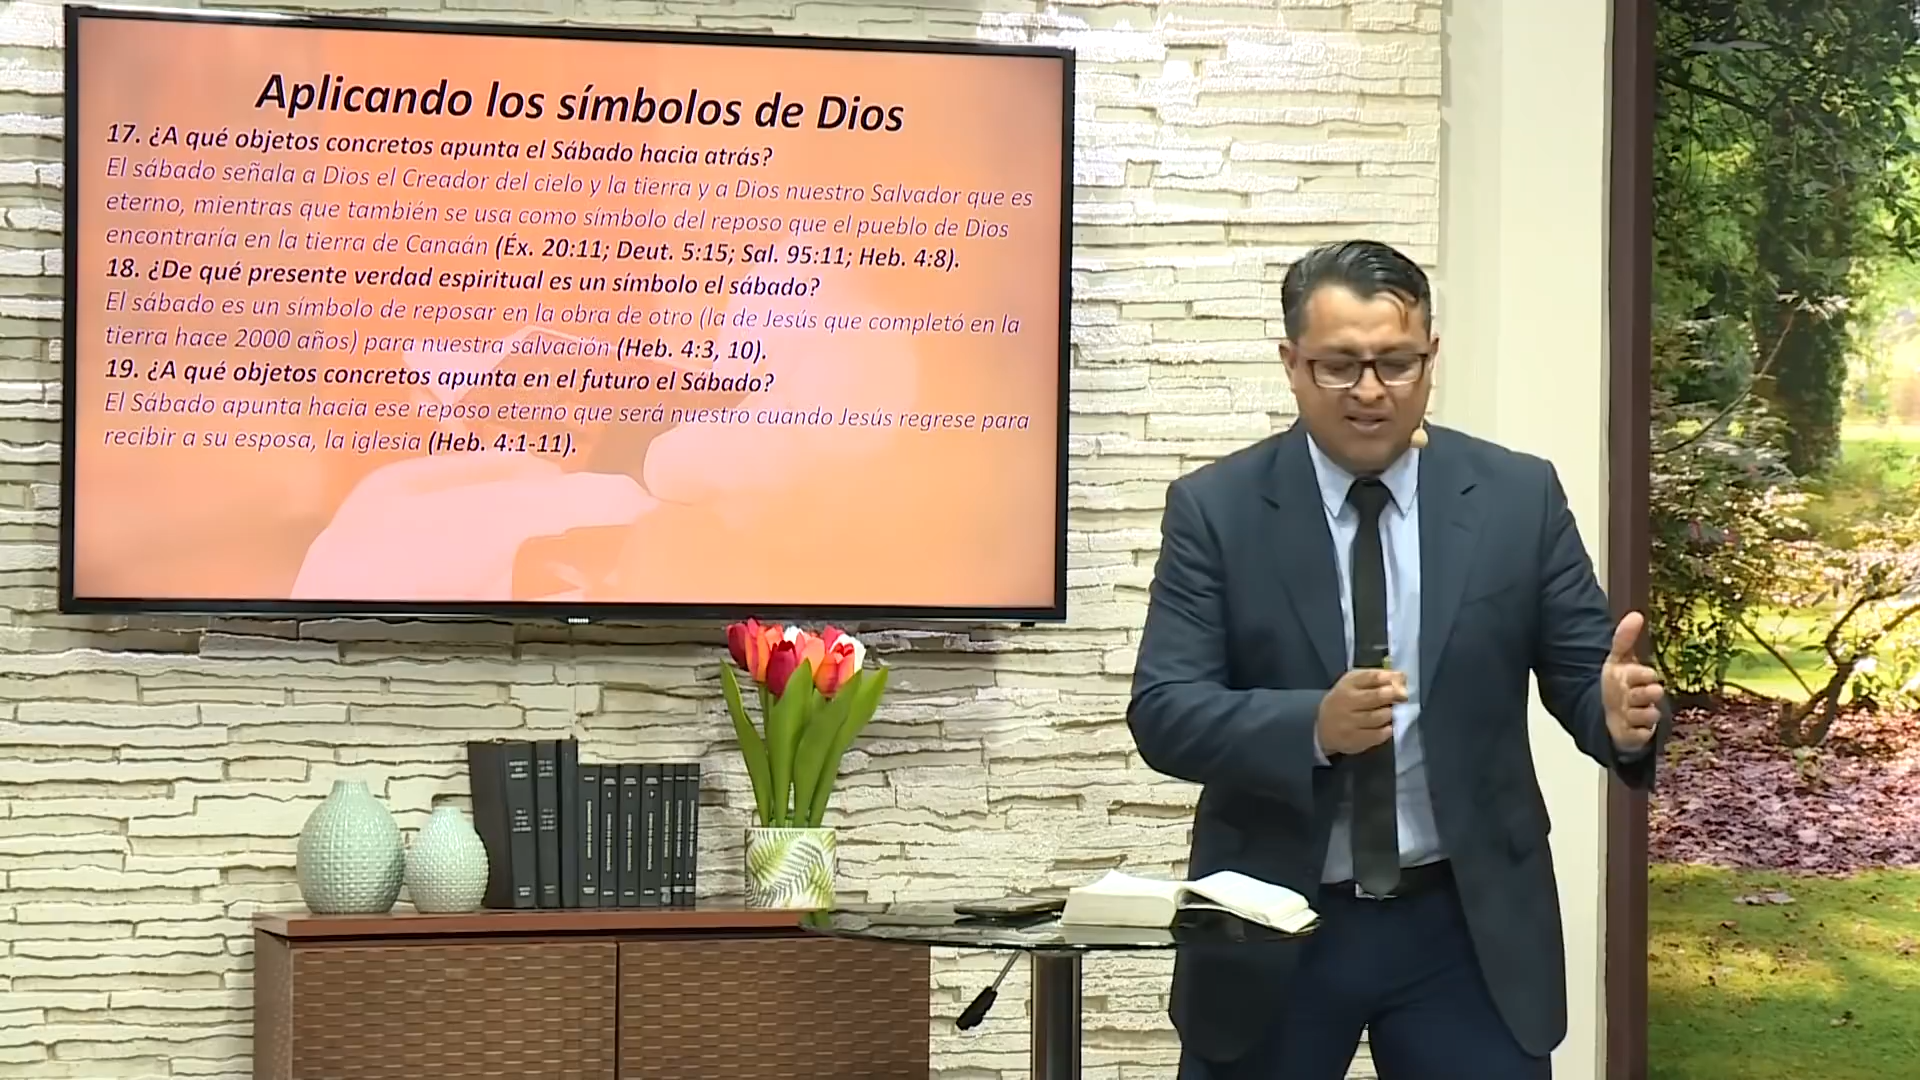 Aplicando los símbolos de Dios
17. ¿A qué objetos concretos apunta el Sábado hacia atrás?
El sábado señala a Dios el Creador del cielo y la tierra y a Dios nuestro Salvador que es
eterno, mientras que también se usa como símbolo del reposo que el pueblo de Dios
encontraría en la tierra de Canaán (Éx. 20:11; Deut. 5:15; Sal. 95:11; Heb. 4:8).
18. ¿De qué presente verdad espiritual es un símbolo el sábado?
El sábado es un símbolo de reposar en la obra de otro (la de Jesús que completó en la
tierra hace 2000 años) para nuestra salvación (Heb. 4:3, 10).
19. ¿A qué objetos concretos apunta en el futuro el Sábado?
El Sábado apunta hacia ese reposo eterno que será nuestro cuando Jesús regrese para
recibir a su esposa, la iglesia (Heb. 4:1-11).
SAMSUNG